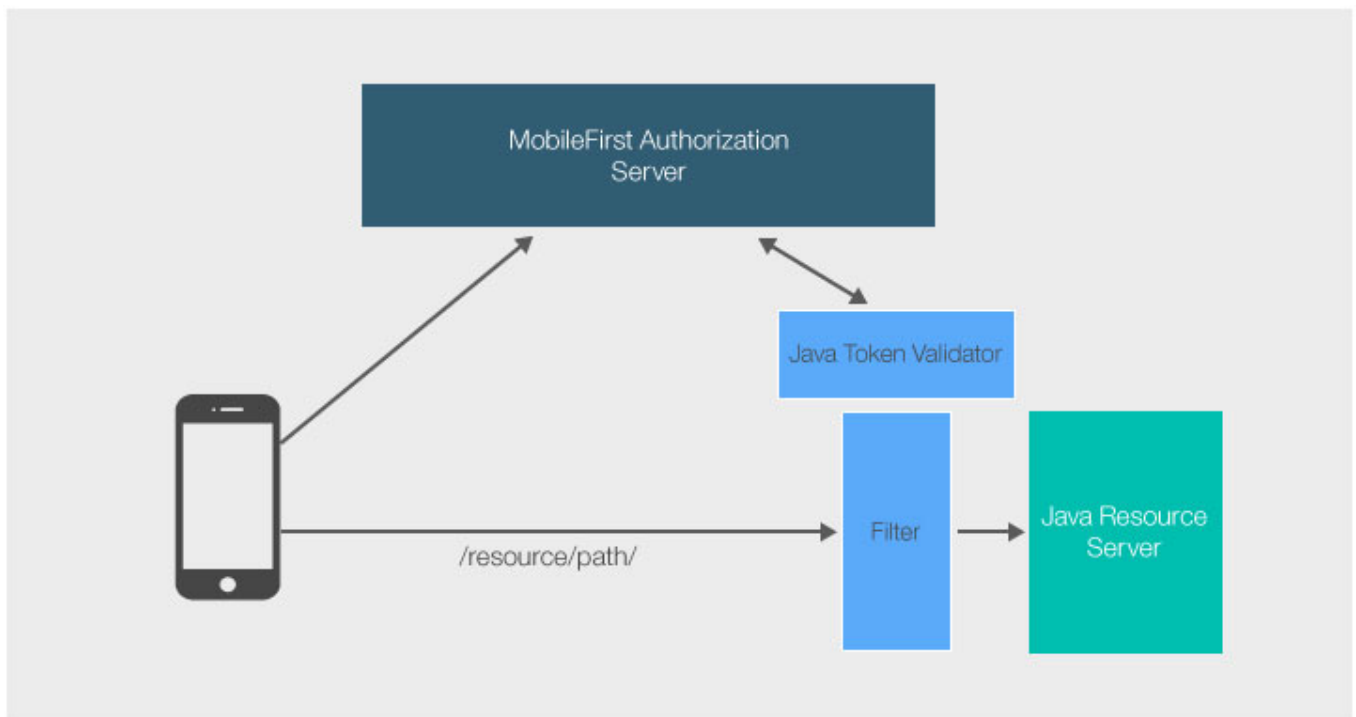 MobileFirst Authorization
Server
Java Token Validator
Java Resource
Server
Filter
/resource/path/